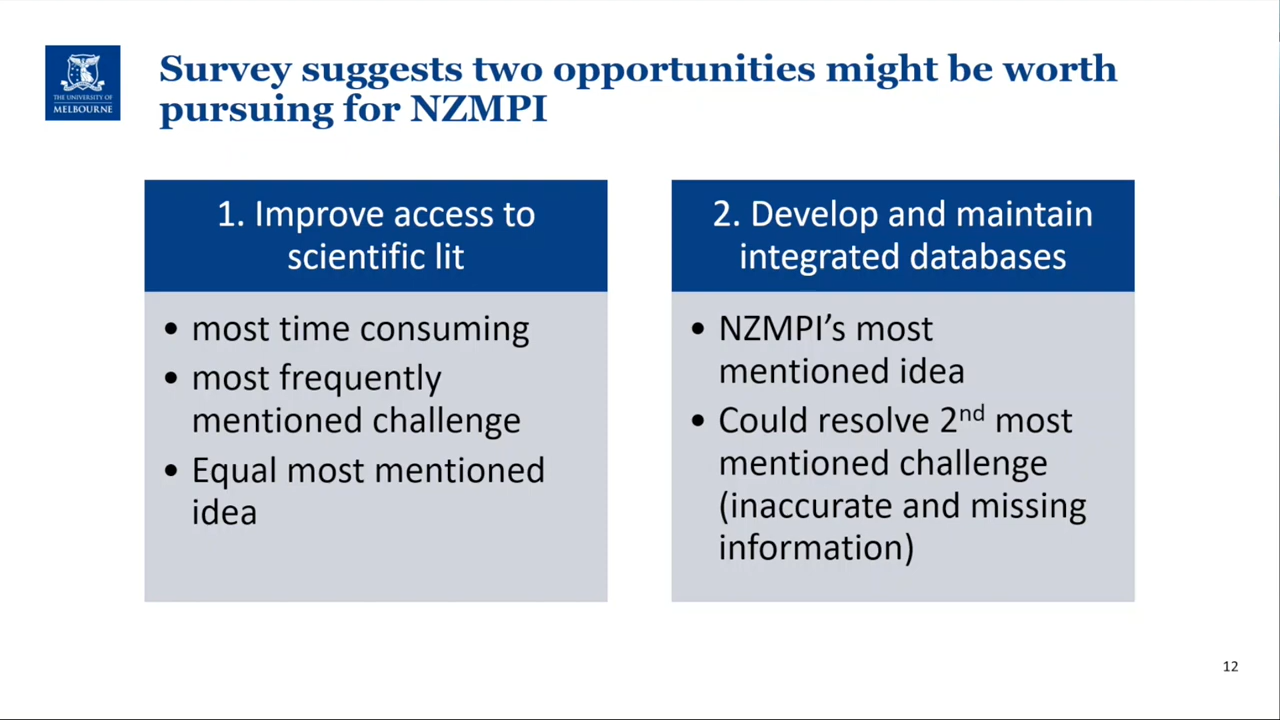 THE UNIVERSITY OF
MELBOURNE
Survey suggests two opportunities might be worth
pursuing for NZMPI
1. Improve access to
scientific lit
• most time consuming
• most frequently
mentioned challenge
• Equal most mentioned
idea
2. Develop and maintain
integrated databases
• NZMPI’s most
mentioned idea
• Could resolve 2nd most
mentioned challenge
(inaccurate and missing
information)
12